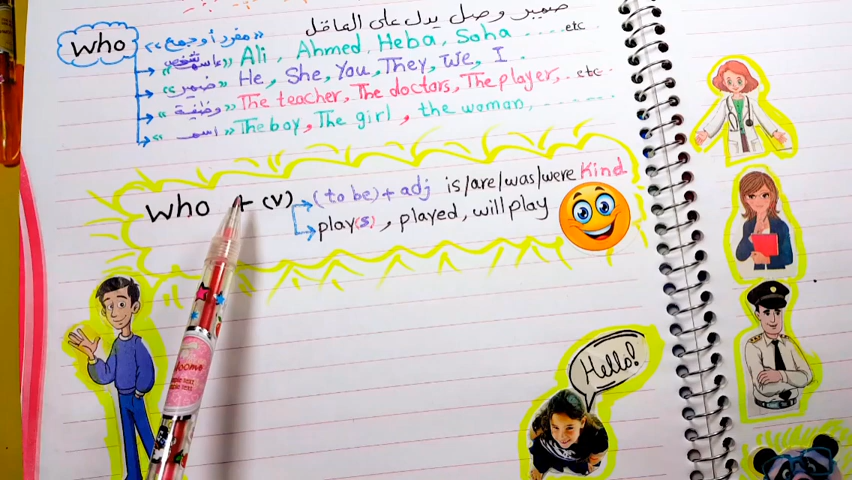 ضمير وصل يدل على العاقل
who «مفرد أو جمع»
Ali, Ahmed, Heba, Soha ....... etc
«ضمير» He, She, You, They, We, I.
«وظيفة» The teacher, The doctors, The player, .. etc
«اسم» The boy, The girl, the woman, .......
who + (v) (to be) + adj is/are/was/were Kind
play(s), played, will play
Hello!